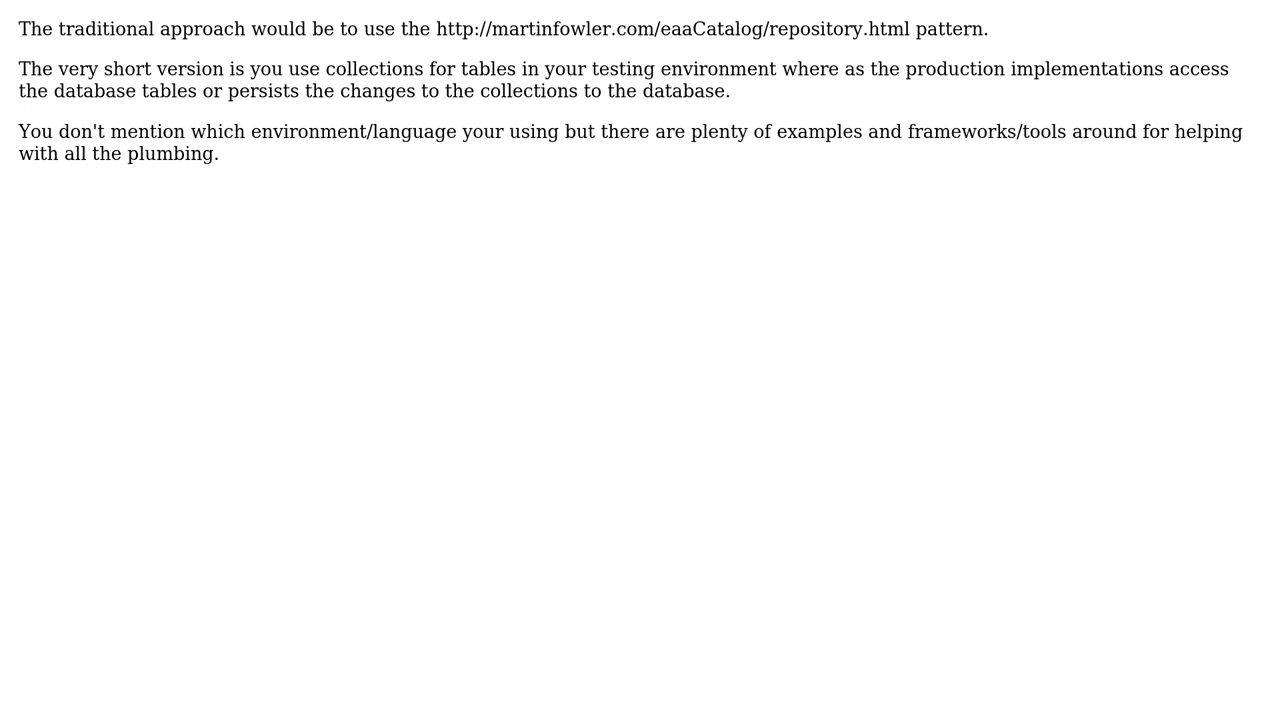 The traditional approach would be to use the http://martinfowler.com/eaaCatalog/repository.html pattern.
The very short version is you use collections for tables in your testing environment where as the production implementations access
the database tables or persists the changes to the collections to the database.
You don't mention which environment/language your using but there are plenty of examples and frameworks/tools around for helping
with all the plumbing.